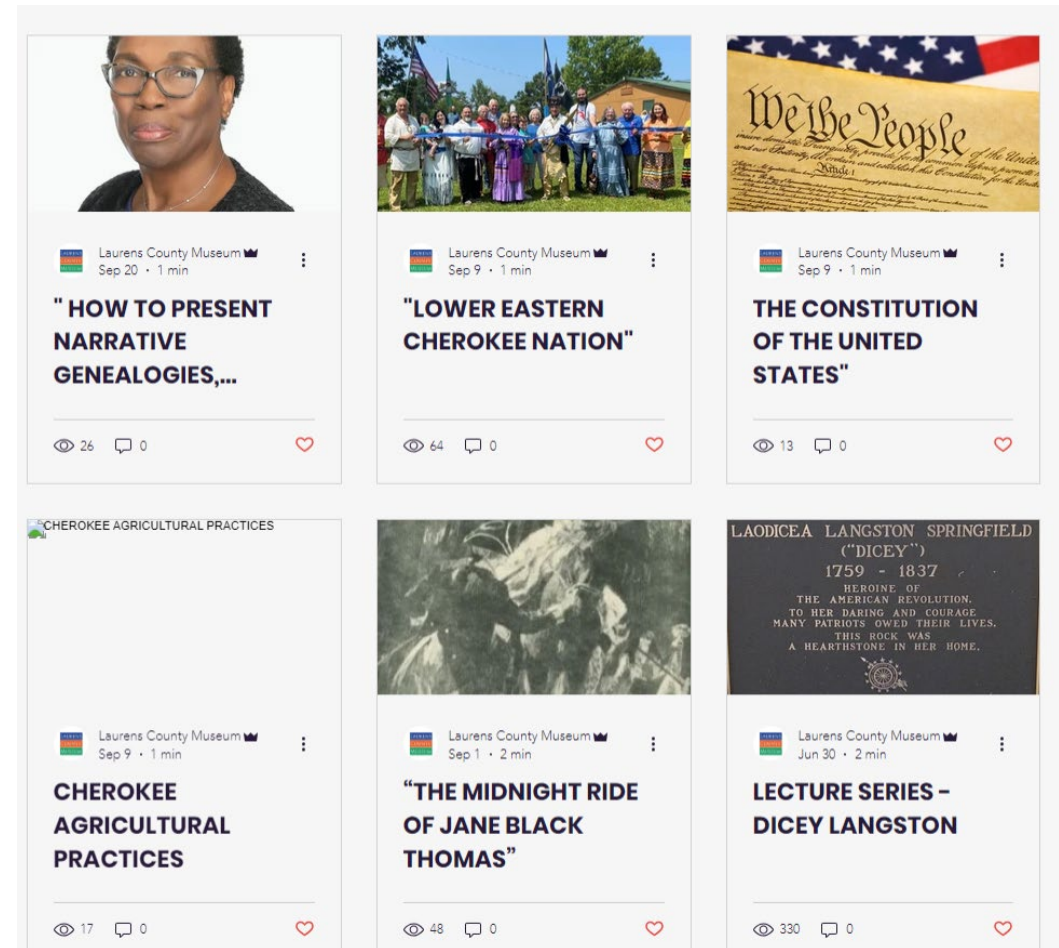 We the People
of the United
Article I
Laurens County Museum
Sep 20 • 1 min
" HOW TO PRESENT
NARRATIVE
GENEALOGIES,...
26 0
Laurens County Museum
Sep 9 • 1 min
"LOWER EASTERN
CHEROKEE NATION"
64 0
Laurens County Museum
Sep 9 • 1 min
THE CONSTITUTION
OF THE UNITED
STATES"
13 0
CHEROKEE AGRICULTURAL PRACTICES
Laurens County Museum
Sep 9 • 1 min
CHEROKEE
AGRICULTURAL
PRACTICES
17 0
Laurens County Museum
Sep 1 • 2 min
“THE MIDNIGHT RIDE
OF JANE BLACK
THOMAS”
48 0
LAODICEA LANGSTON SPRINGFIELD
("DICEY")
1759 - 1837
HEROINE OF
THE AMERICAN REVOLUTION.
TO HER DARING AND COURAGE
MANY PATRIOTS OWED THEIR LIVES.
THIS ROCK WAS
A HEARTHSTONE IN HER HOME.
Laurens County Museum
Jun 30 • 2 min
LECTURE SERIES –
DICEY LANGSTON
330 0